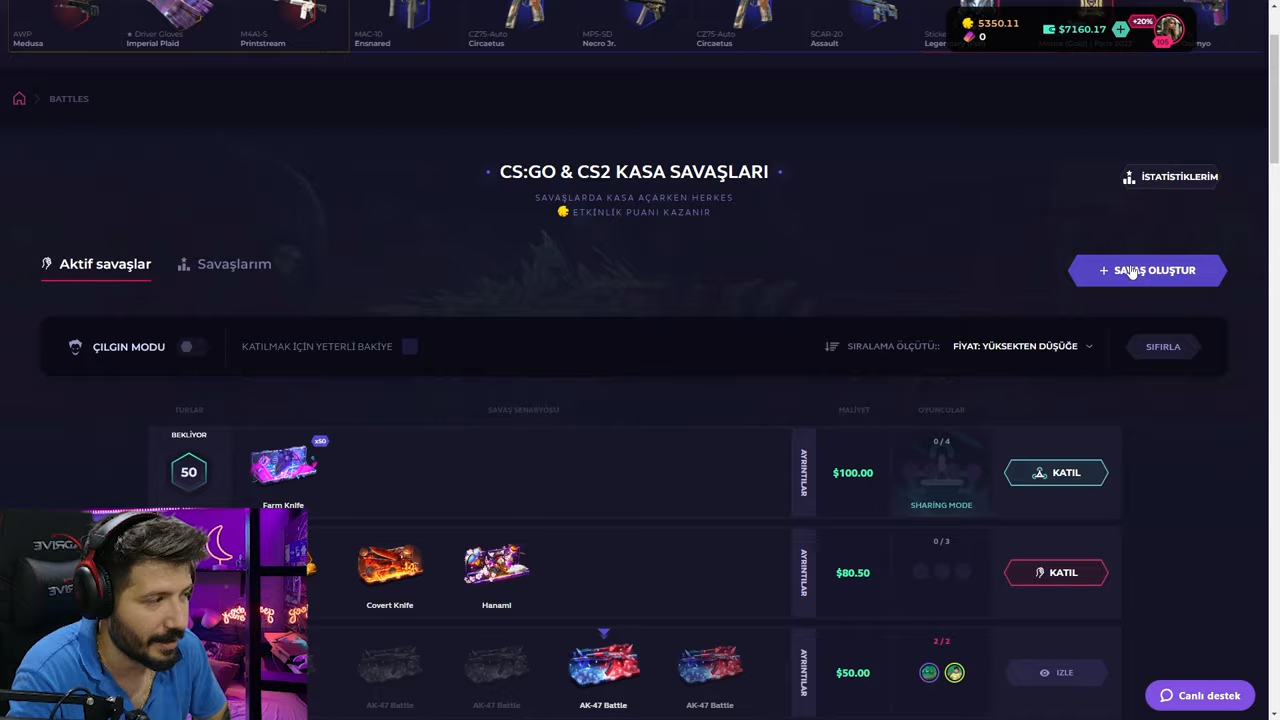 AWP
Medusa
★ Driver Gloves
Imperial Plaid
M4A1-S
Printstream
MAC-10
Ensnared
CZ75-Auto
Circaetus
MP5-SD
Necro Jr.
CZ75-Auto
Circaetus
SCAR-20
Assault
5350.11
0
$7160.17
+20%
105
BATTLES
CS:GO & CS2 KASA SAVAŞLARI
SAVAŞLARDA KASA AÇARKEN HERKES
ETKİNLİK PUANI KAZANIR
İSTATİSTİKLERİM
Aktif savaşlar
Savaşlarım
+ SAVAŞ OLUŞTUR
ÇILGIN MODU
KATILMAK İÇİN YETERLİ BAKİYE
SIRALAMA ÖLÇÜTÜ::
FİYAT: YÜKSEKTEN DÜŞÜĞE
SIFIRLA
TURLAR
SAVAŞ SENARYOSU
MALİYET
OYUNCULAR
BEKLİYOR
50
x50
Farm Knife
AYRINTILAR
$100.00
0 / 4
SHARING MODE
KATIL
Covert Knife
Hanami
AYRINTILAR
$80.50
0 / 3
KATIL
AK-47 Battle
AK-47 Battle
AK-47 Battle
AK-47 Battle
AYRINTILAR
$50.00
2 / 2
IZLE
Canlı destek